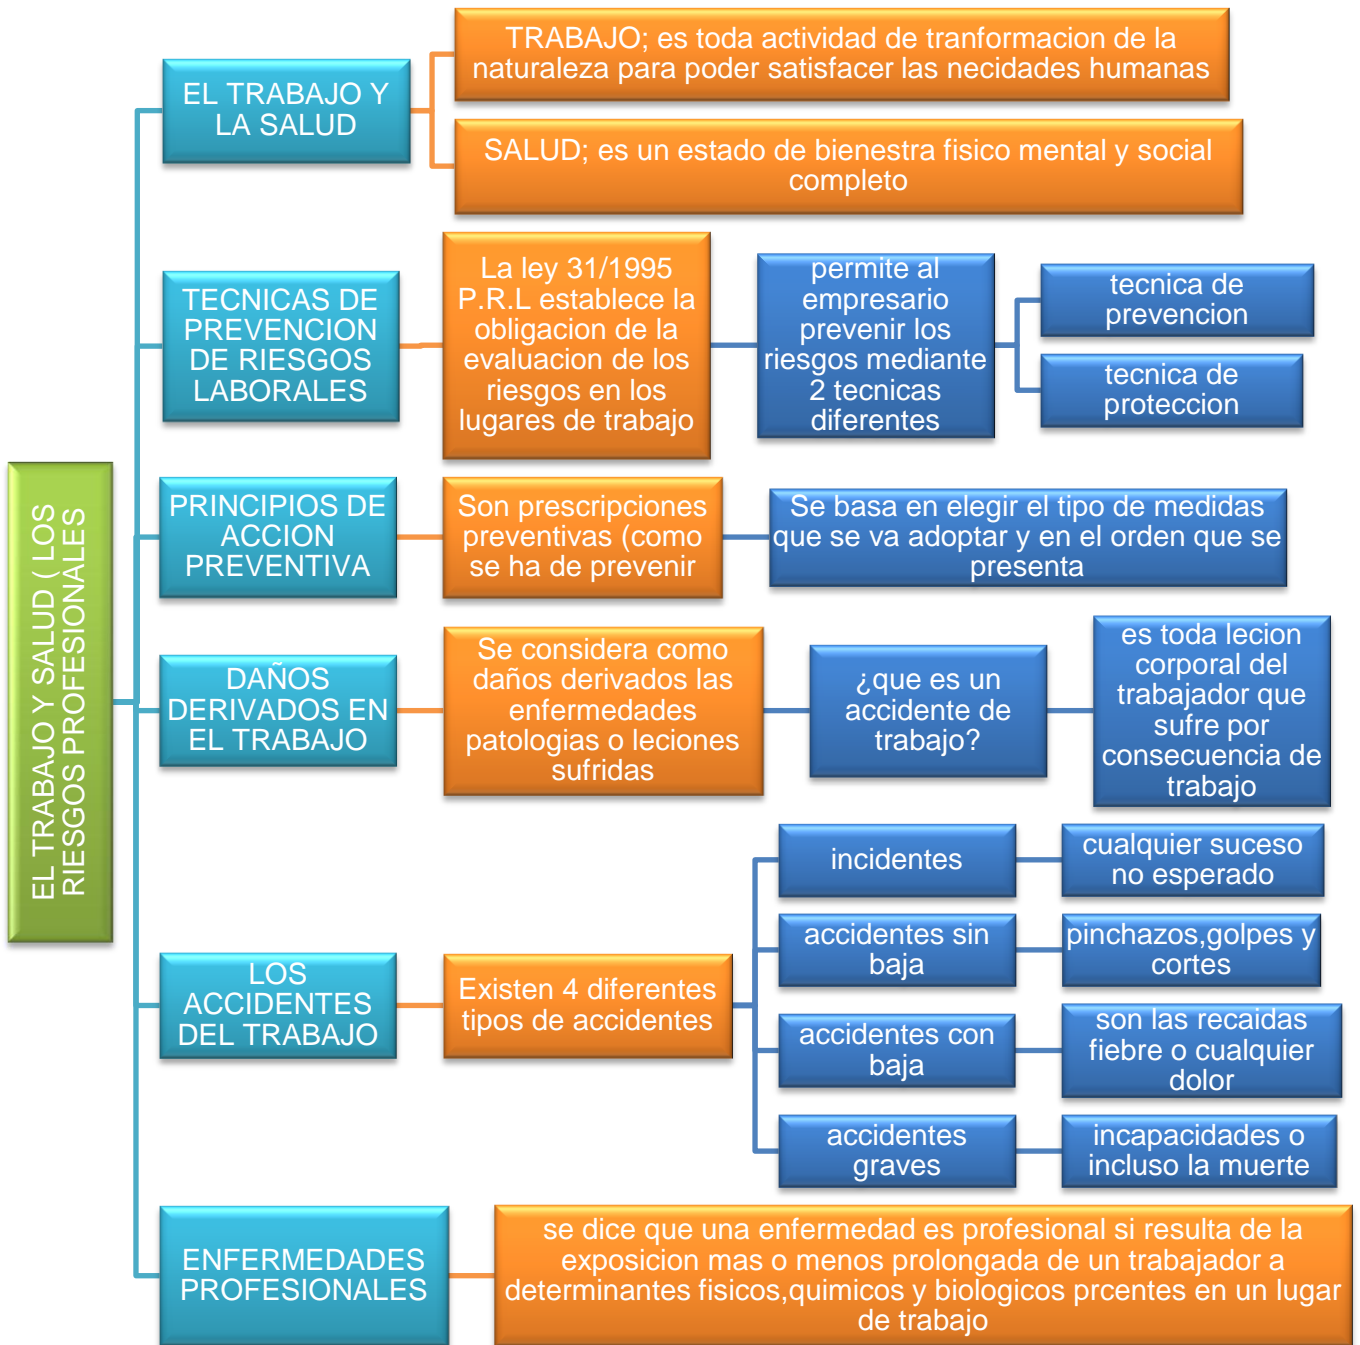 EL TRABAJO Y SALUD ( LOS
RIESGOS PROFESIONALES
EL TRABAJO Y
LA SALUD
TRABAJO; es toda actividad de tranformacion de la
naturaleza para poder satisfacer las necidades humanas
SALUD; es un estado de bienestra fisico mental y social
completo
TECNICAS DE
PREVENCION
DE RIESGOS
LABORALES
La ley 31/1995
P.R.L establece la
obligacion de la
evaluacion de los
riesgos en los
lugares de trabajo
permite al
empresario
prevenir los
riesgos mediante
2 tecnicas
diferentes
tecnica de
prevencion
tecnica de
proteccion
PRINCIPIOS DE
ACCION
PREVENTIVA
Son prescripciones
preventivas (como
se ha de prevenir
Se basa en elegir el tipo de medidas
que se va adoptar y en el orden que se
presenta
DAÑOS
DERIVADOS EN
EL TRABAJO
Se considera como
daños derivados las
enfermedades
patologias o leciones
sufridas
¿que es un
accidente de
trabajo?
es toda lecion
corporal del
trabajador que
sufre por
consecuencia de
trabajo
LOS
ACCIDENTES
DEL TRABAJO
Existen 4 diferentes
tipos de accidentes
incidentes
cualquier suceso
no esperado
accidentes sin
baja
pinchazos,golpes y
cortes
accidentes con
baja
son las recaidas
fiebre o cualquier
dolor
accidentes
graves
incapacidades o
incluso la muerte
ENFERMEDADES
PROFESIONALES
se dice que una enfermedad es profesional si resulta de la
exposicion mas o menos prolongada de un trabajador a
determinantes fisicos,quimicos y biologicos prcentes en un lugar
de trabajo